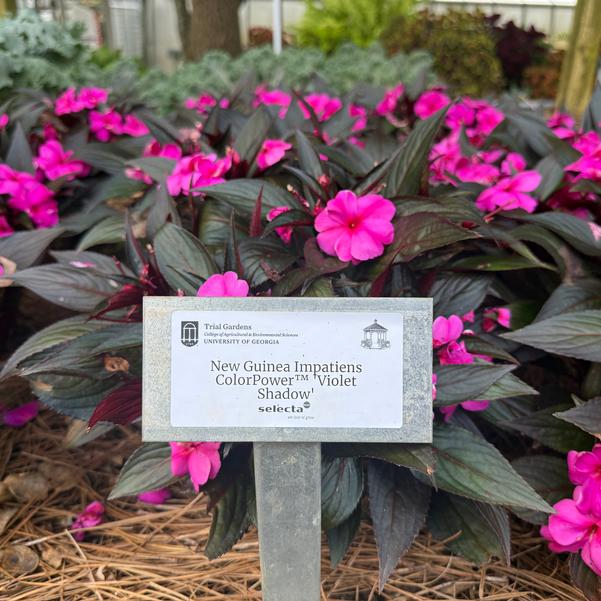 Trial Gardens
College of Agricultural & Environmental Sciences
UNIVERSITY OF GEORGIA
New Guinea Impatiens
ColorPower™ 'Violet
Shadow'
selecta